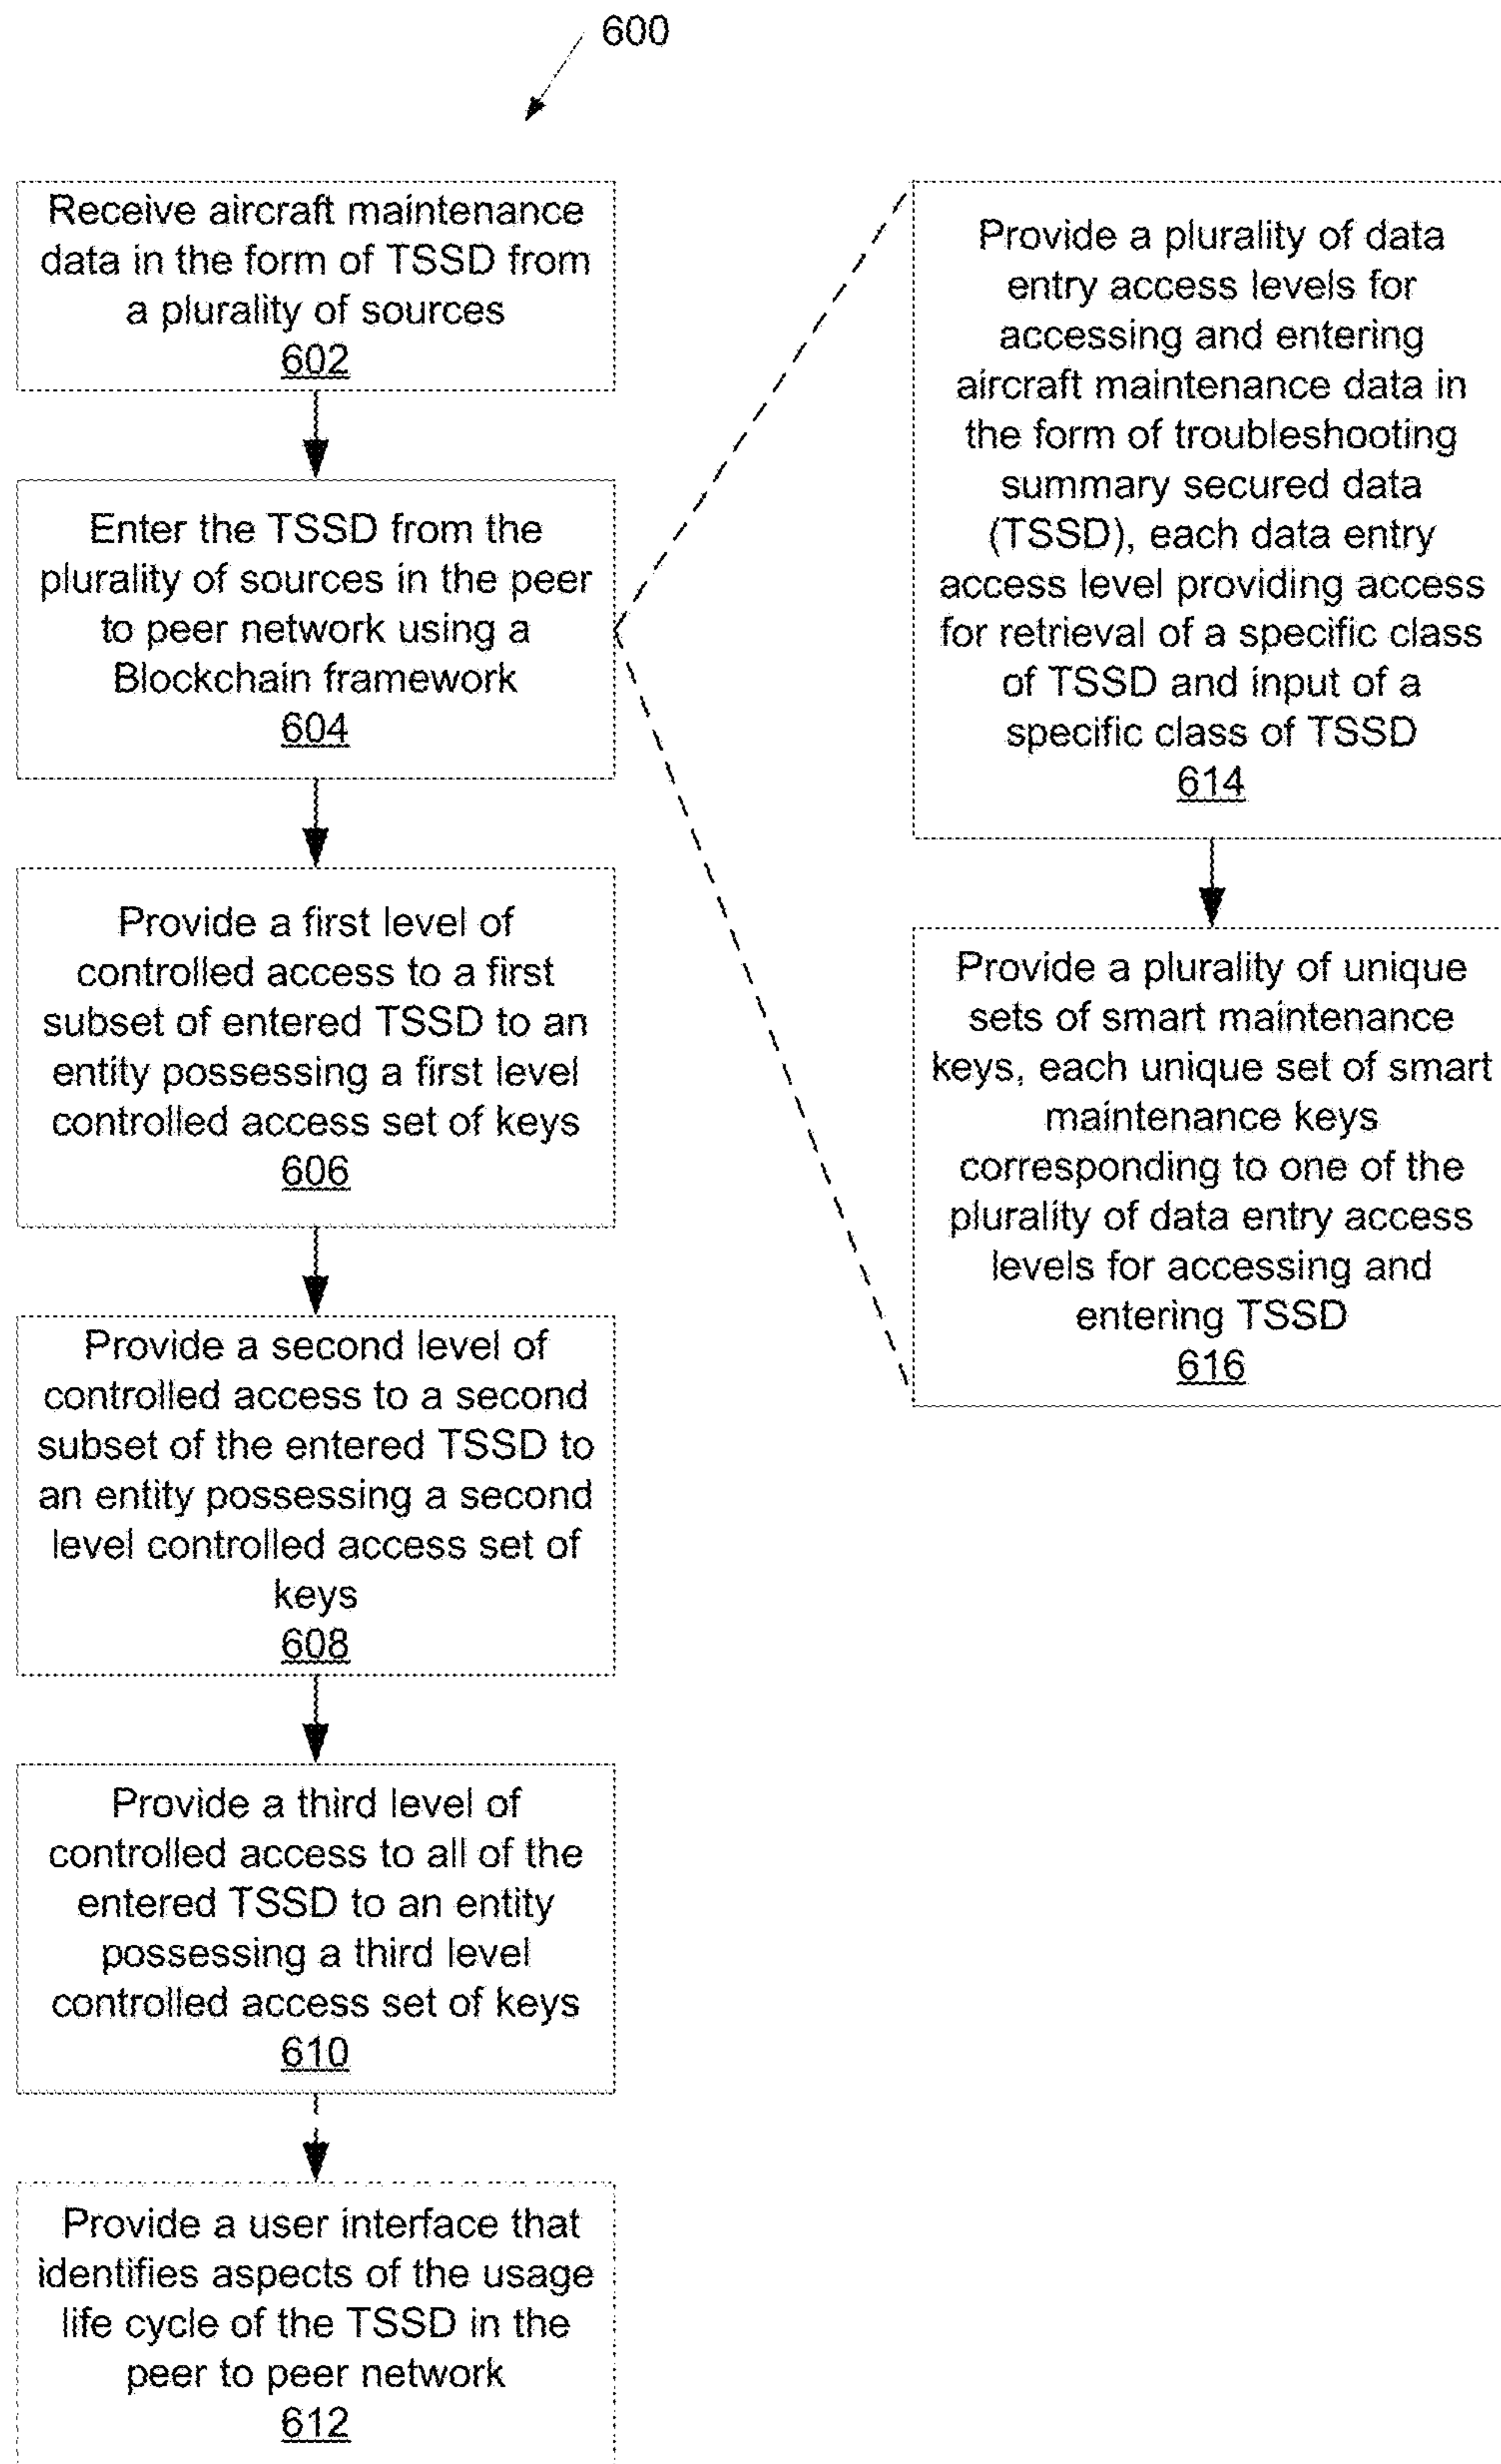 600
Receive aircraft maintenance
data in the form of TSSD from
a plurality of sources
602
Enter the TSSD from the
plurality of sources in the peer
to peer network using a
Blockchain framework
604
Provide a first level of
controlled access to a first
subset of entered TSSD to an
entity possessing a first level
controlled access set of keys
606
Provide a second level of
controlled access to a second
subset of the entered TSSD to
an entity possessing a second
level controlled access set of
keys
608
Provide a third level of
controlled access to all of the
entered TSSD to an entity
possessing a third level
controlled access set of keys
610
Provide a user interface that
identifies aspects of the usage
life cycle of the TSSD in the
peer to peer network
612
Provide a plurality of data
entry access levels for
accessing and entering
aircraft maintenance data in
the form of troubleshooting
summary secured data
(TSSD), each data entry
access level providing access
for retrieval of a specific class
of TSSD and input of a
specific class of TSSD
614
Provide a plurality of unique
sets of smart maintenance
keys, each unique set of smart
maintenance keys
corresponding to one of the
plurality of data entry access
levels for accessing and
entering TSSD
616